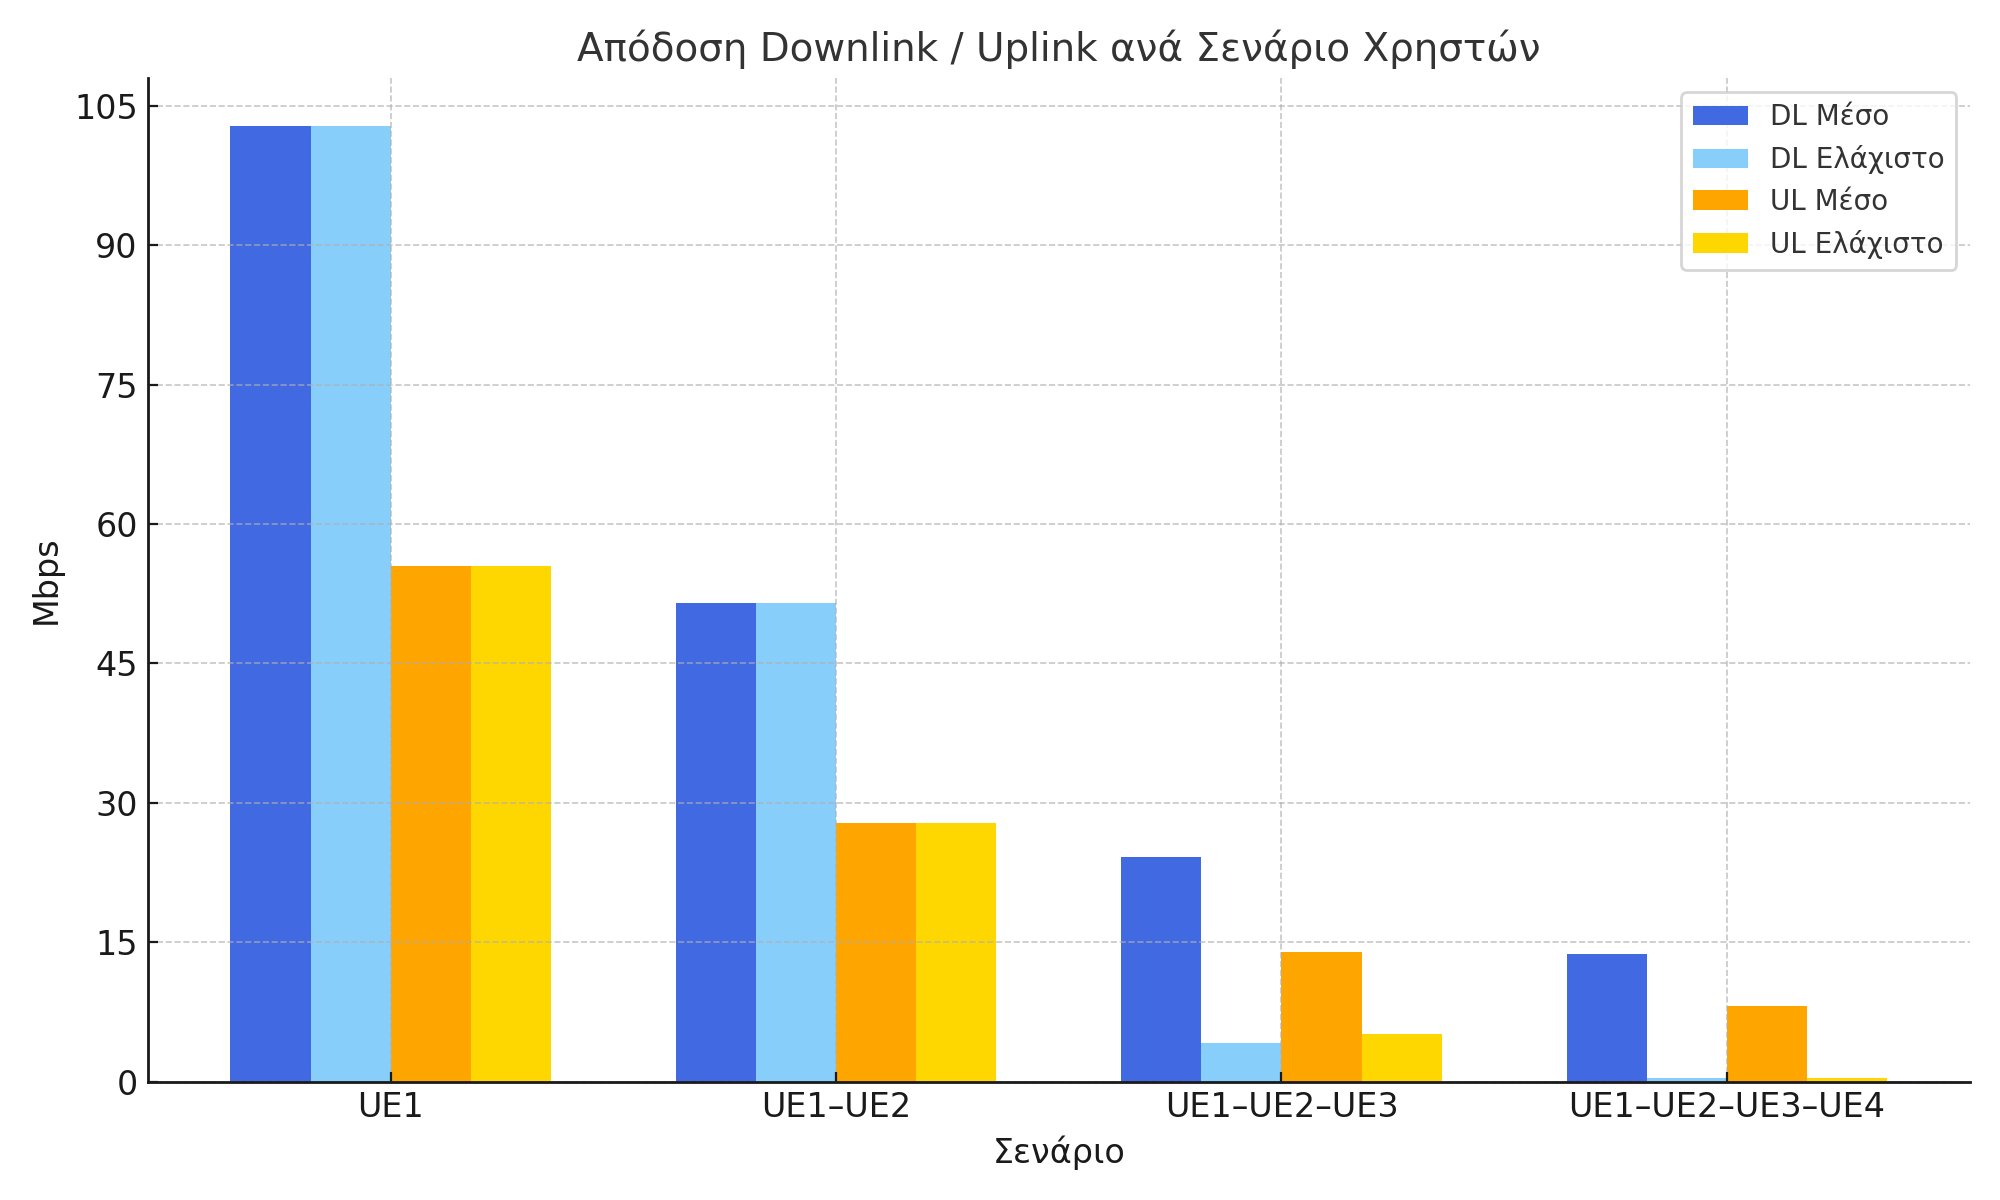 Απόδοση Downlink / Uplink ανά Σενάριο Χρηστών
DL Μέσο
DL Ελάχιστο
UL Μέσο
UL Ελάχιστο
105
90
75
60
45
30
15
0
Mbps
UE1
UE1–UE2
UE1–UE2–UE3
UE1–UE2–UE3–UE4
Σενάριο